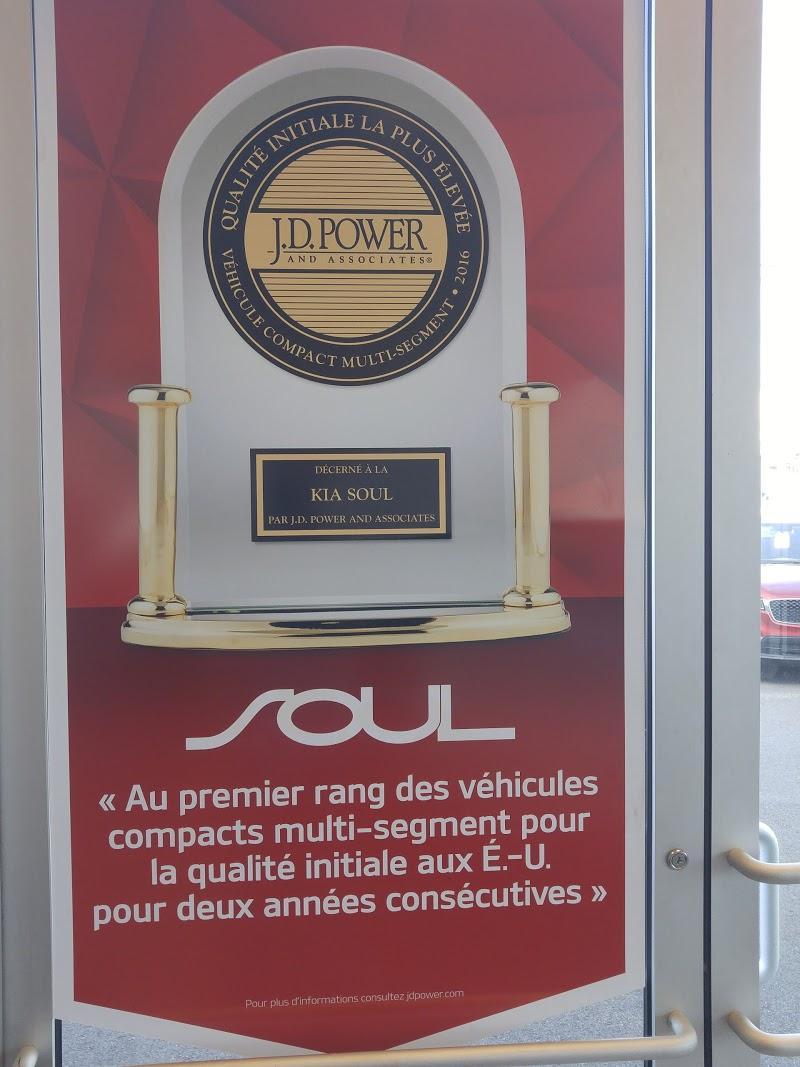 QUALITÉ INITIALE LA PLUS ÉLEVÉE
J.D. POWER
AND ASSOCIATES®
VÉHICULE COMPACT MULTI-SEGMENT • 2016
DÉCERNÉ À LA
KIA SOUL
PAR J.D. POWER AND ASSOCIATES
SOUL
« Au premier rang des véhicules
compacts multi-segment pour
la qualité initiale aux É.-U.
pour deux années consécutives »
Pour plus d'informations consultez jdpower.com